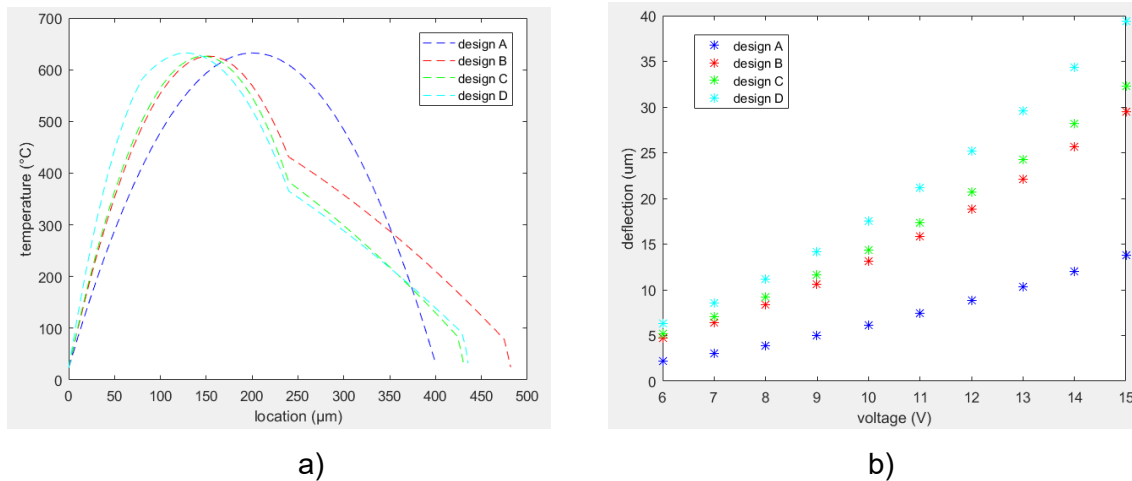 700
600
500
400
300
200
100
0
temperature (°C)
0 50 100 150 200 250 300 350 400 450 500
location (µm)
design A
design B
design C
design D
a)
40
35
30
25
20
15
10
5
0
deflection (um)
6 7 8 9 10 11 12 13 14 15
voltage (V)
design A
design B
design C
design D
b)